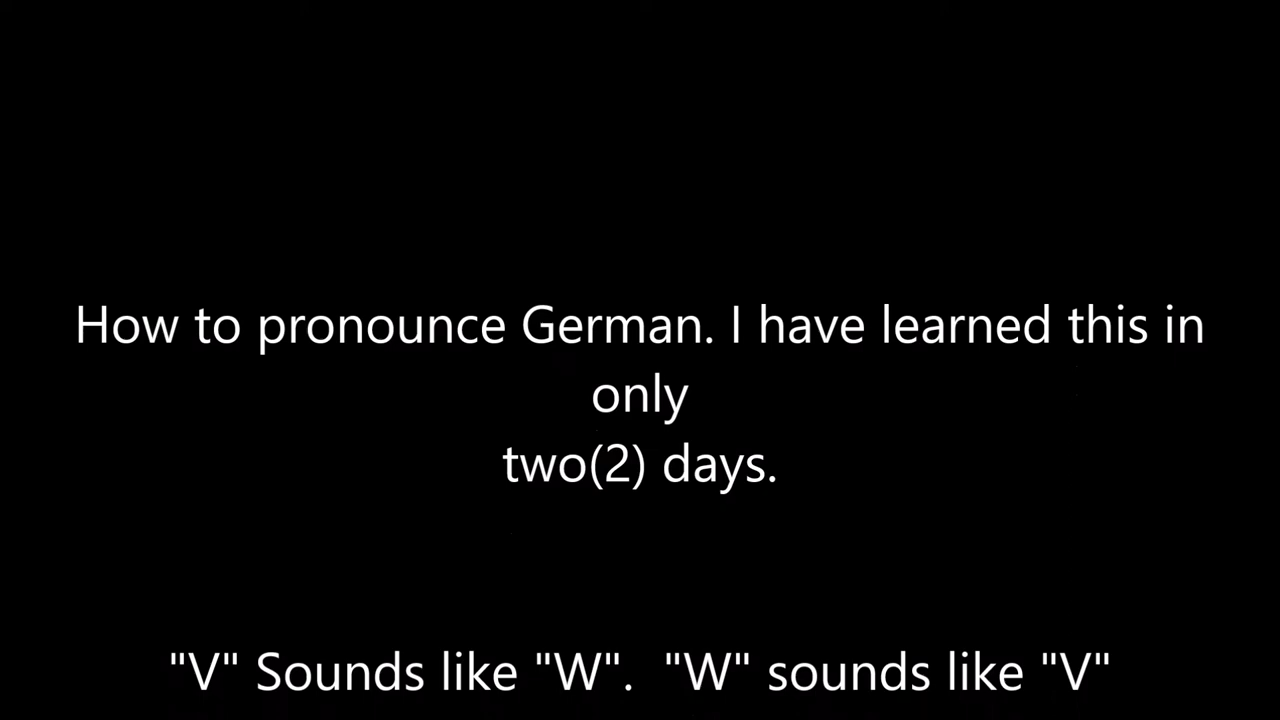 How to pronounce German. I have learned this in
only
two(2) days.
"V" Sounds like "W".  "W" sounds like "V"